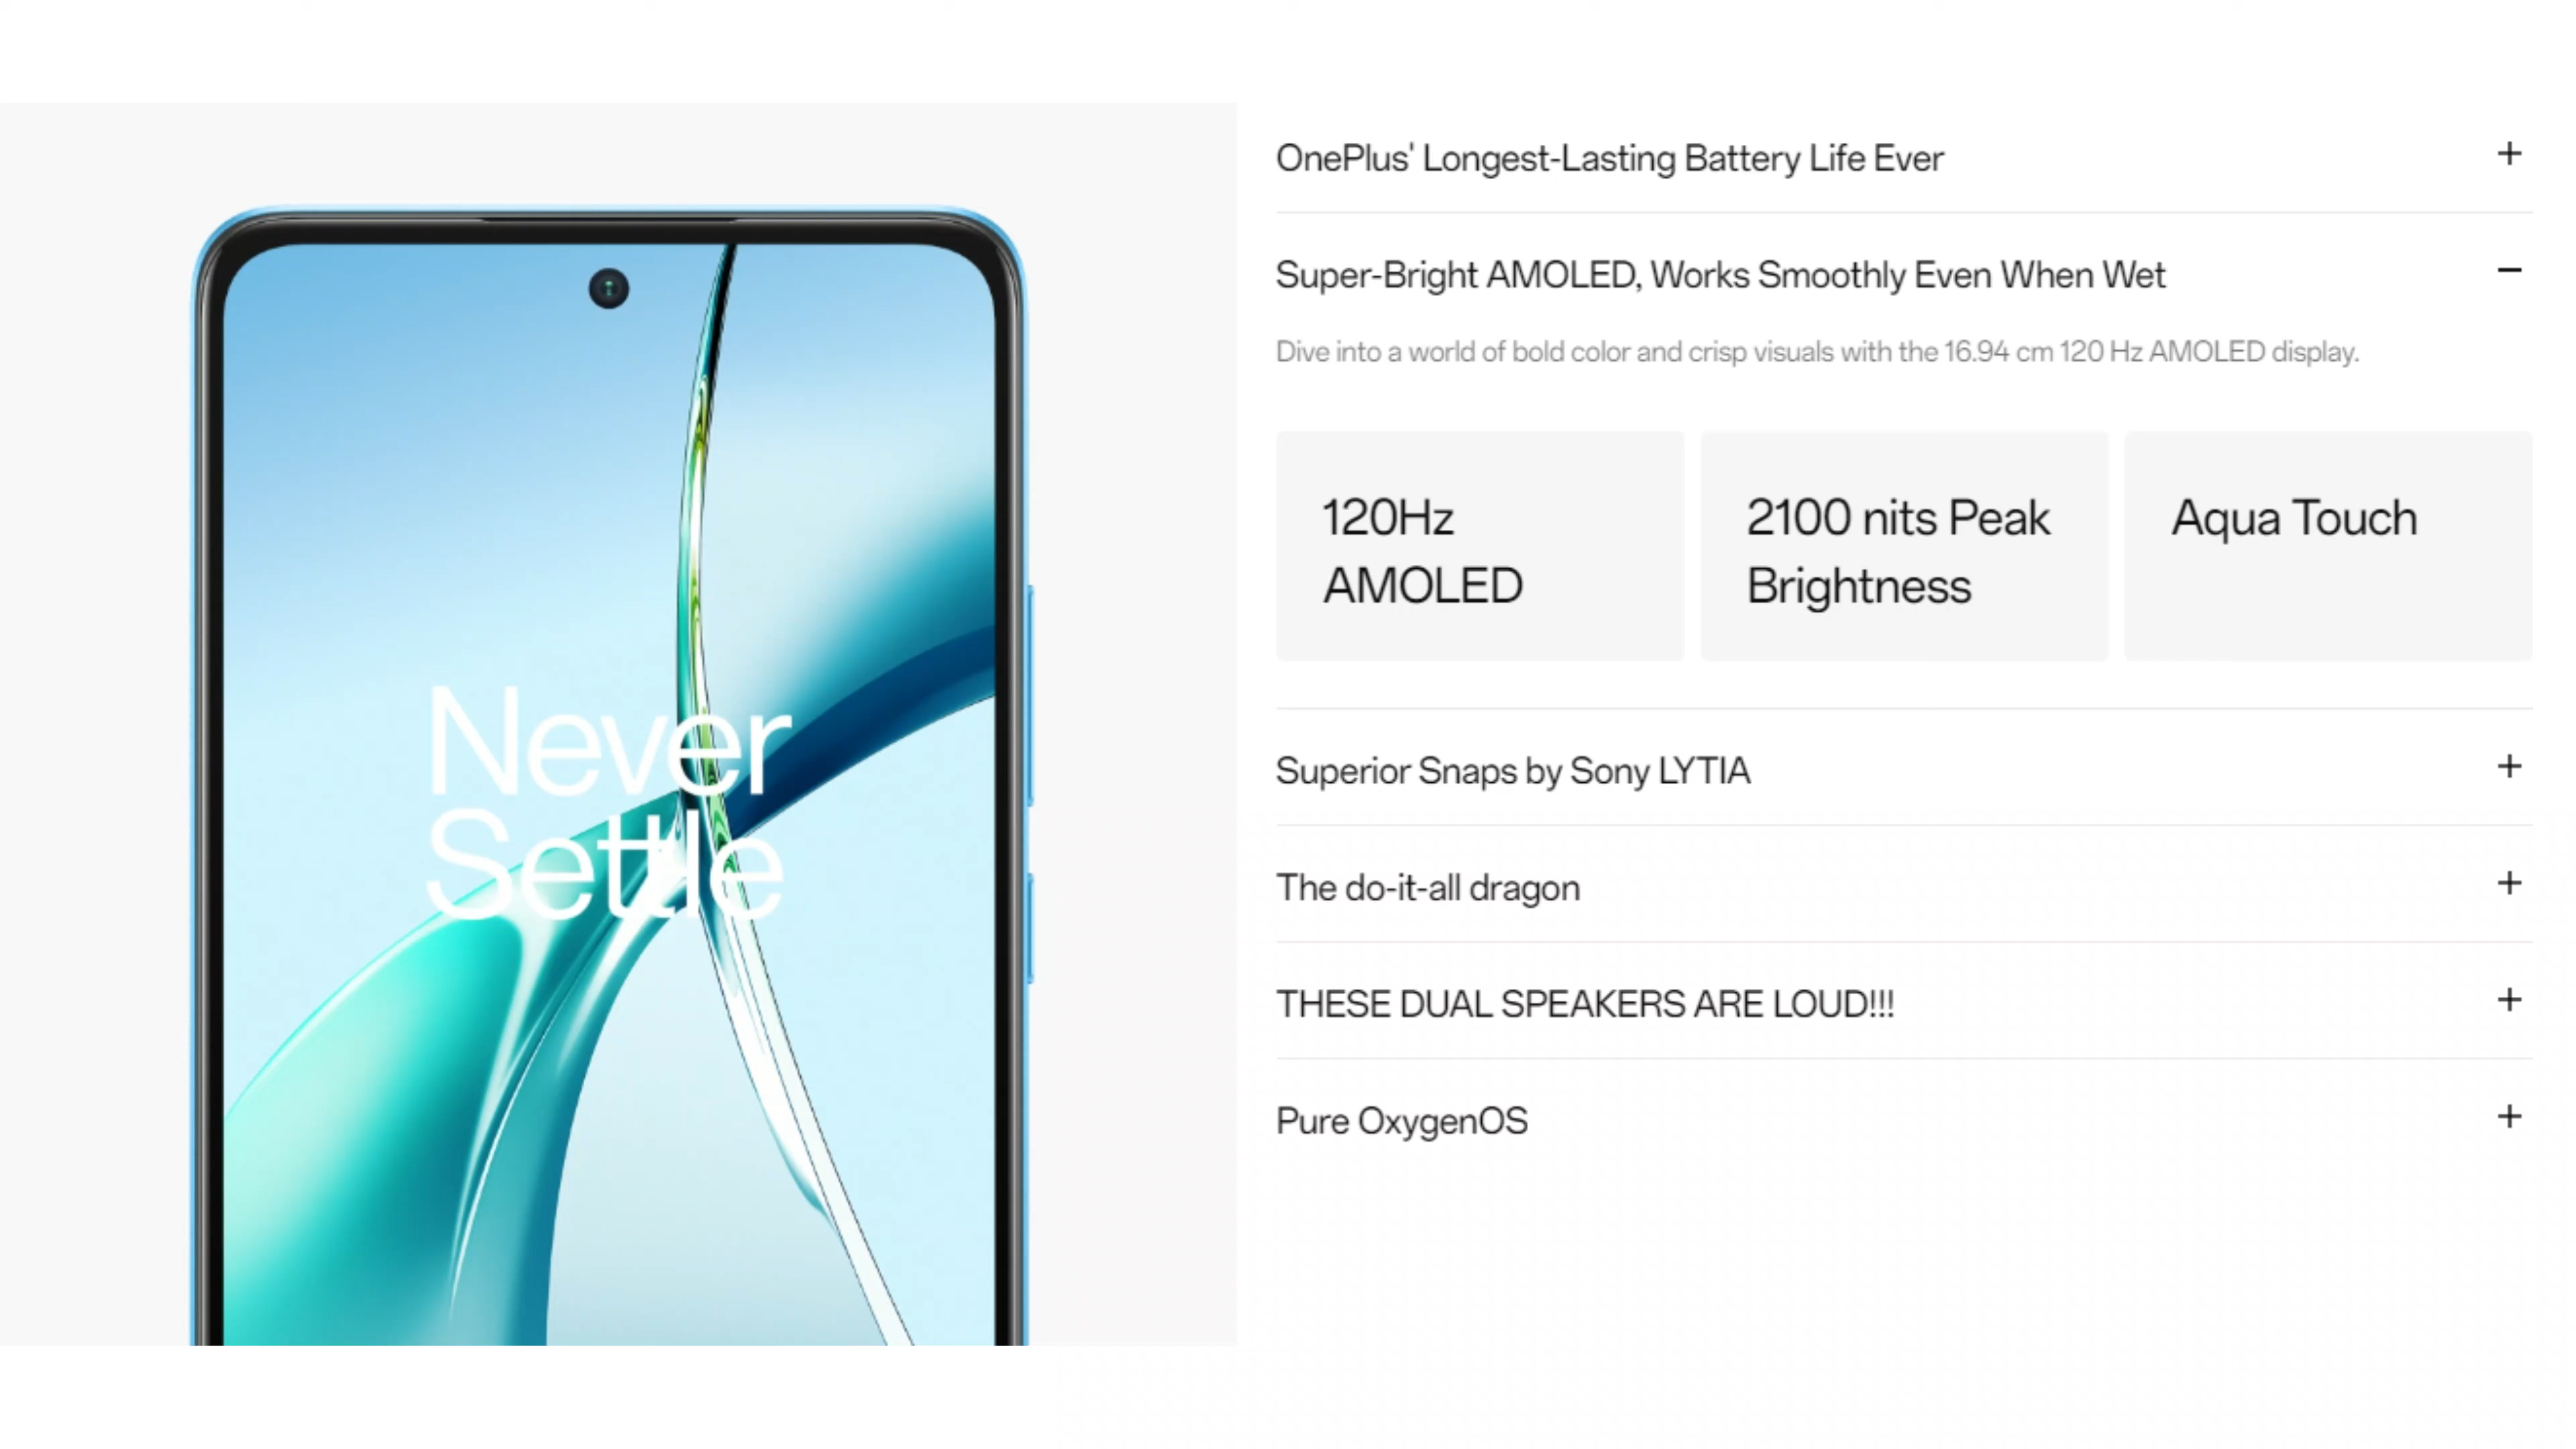 Never
Settle
OnePlus' Longest-Lasting Battery Life Ever
Super-Bright AMOLED, Works Smoothly Even When Wet
Dive into a world of bold color and crisp visuals with the 16.94 cm 120 Hz AMOLED display.
120Hz
AMOLED
2100 nits Peak
Brightness
Aqua Touch
Superior Snaps by Sony LYTIA
The do-it-all dragon
THESE DUAL SPEAKERS ARE LOUD!!!
Pure OxygenOS